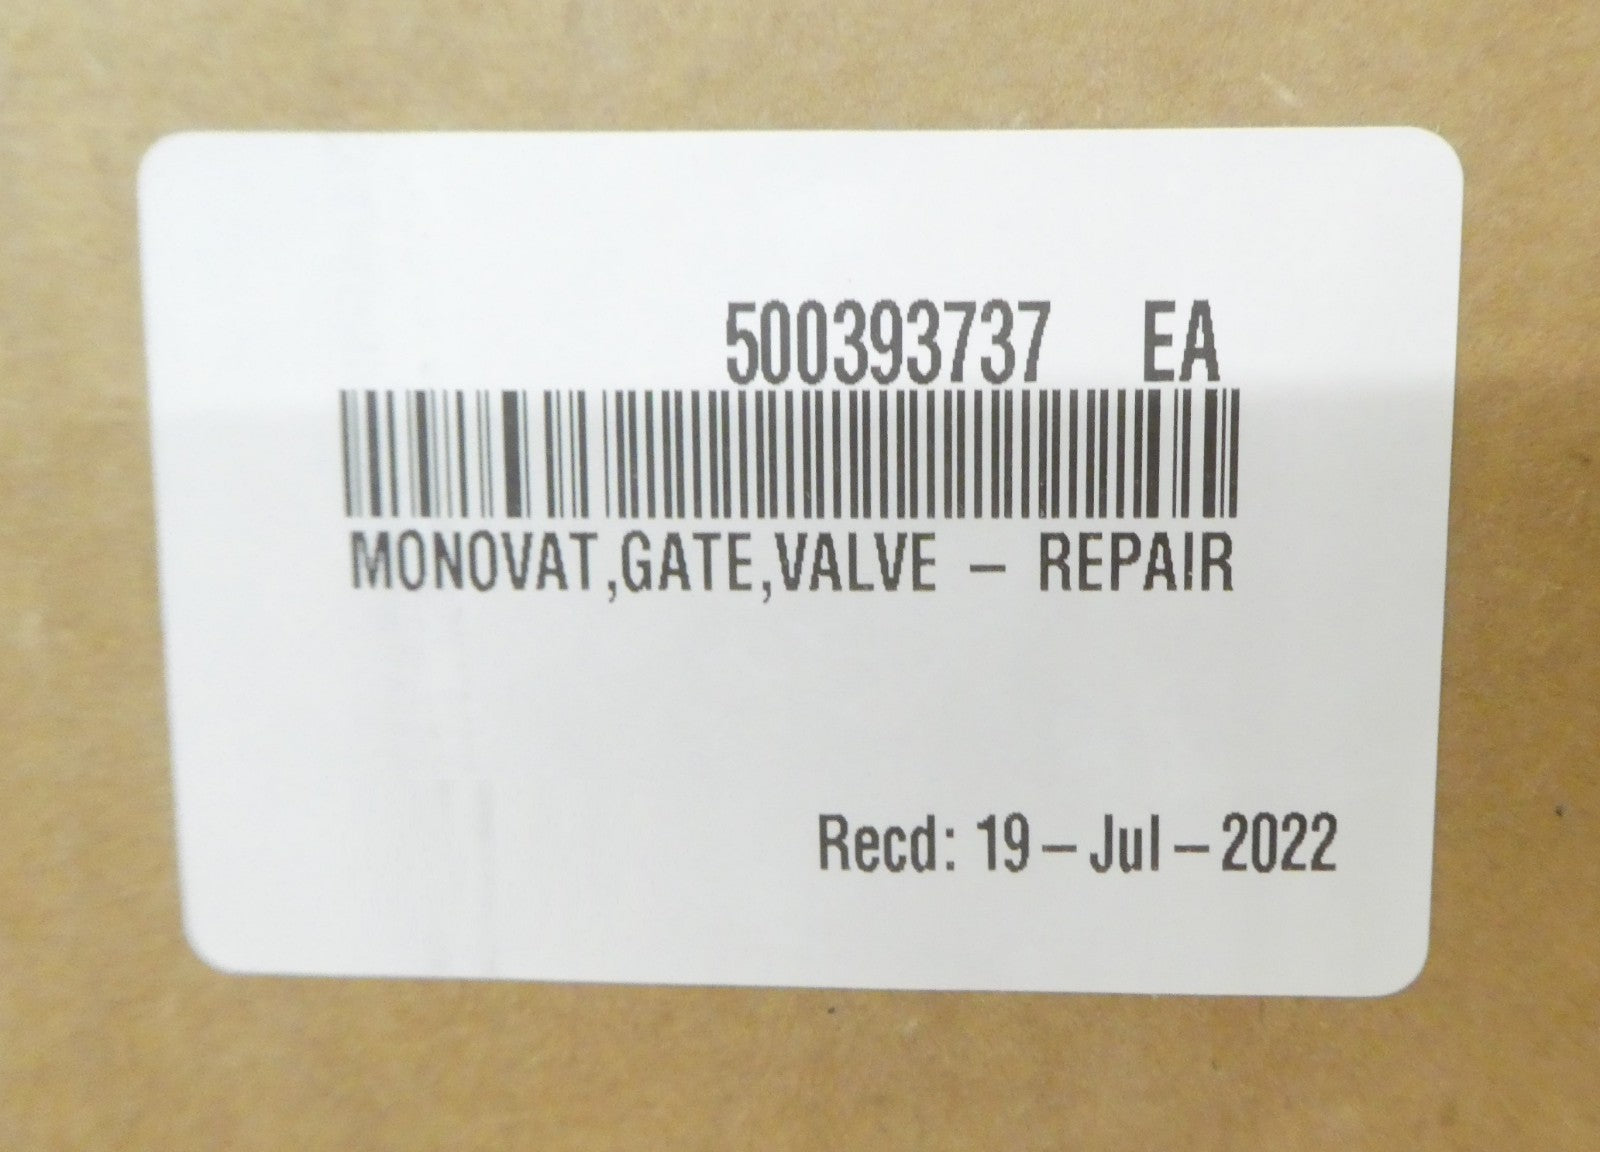 500393737 EA
MONOVAT,GATE,VALVE – REPAIR
Recd: 19–Jul–2022